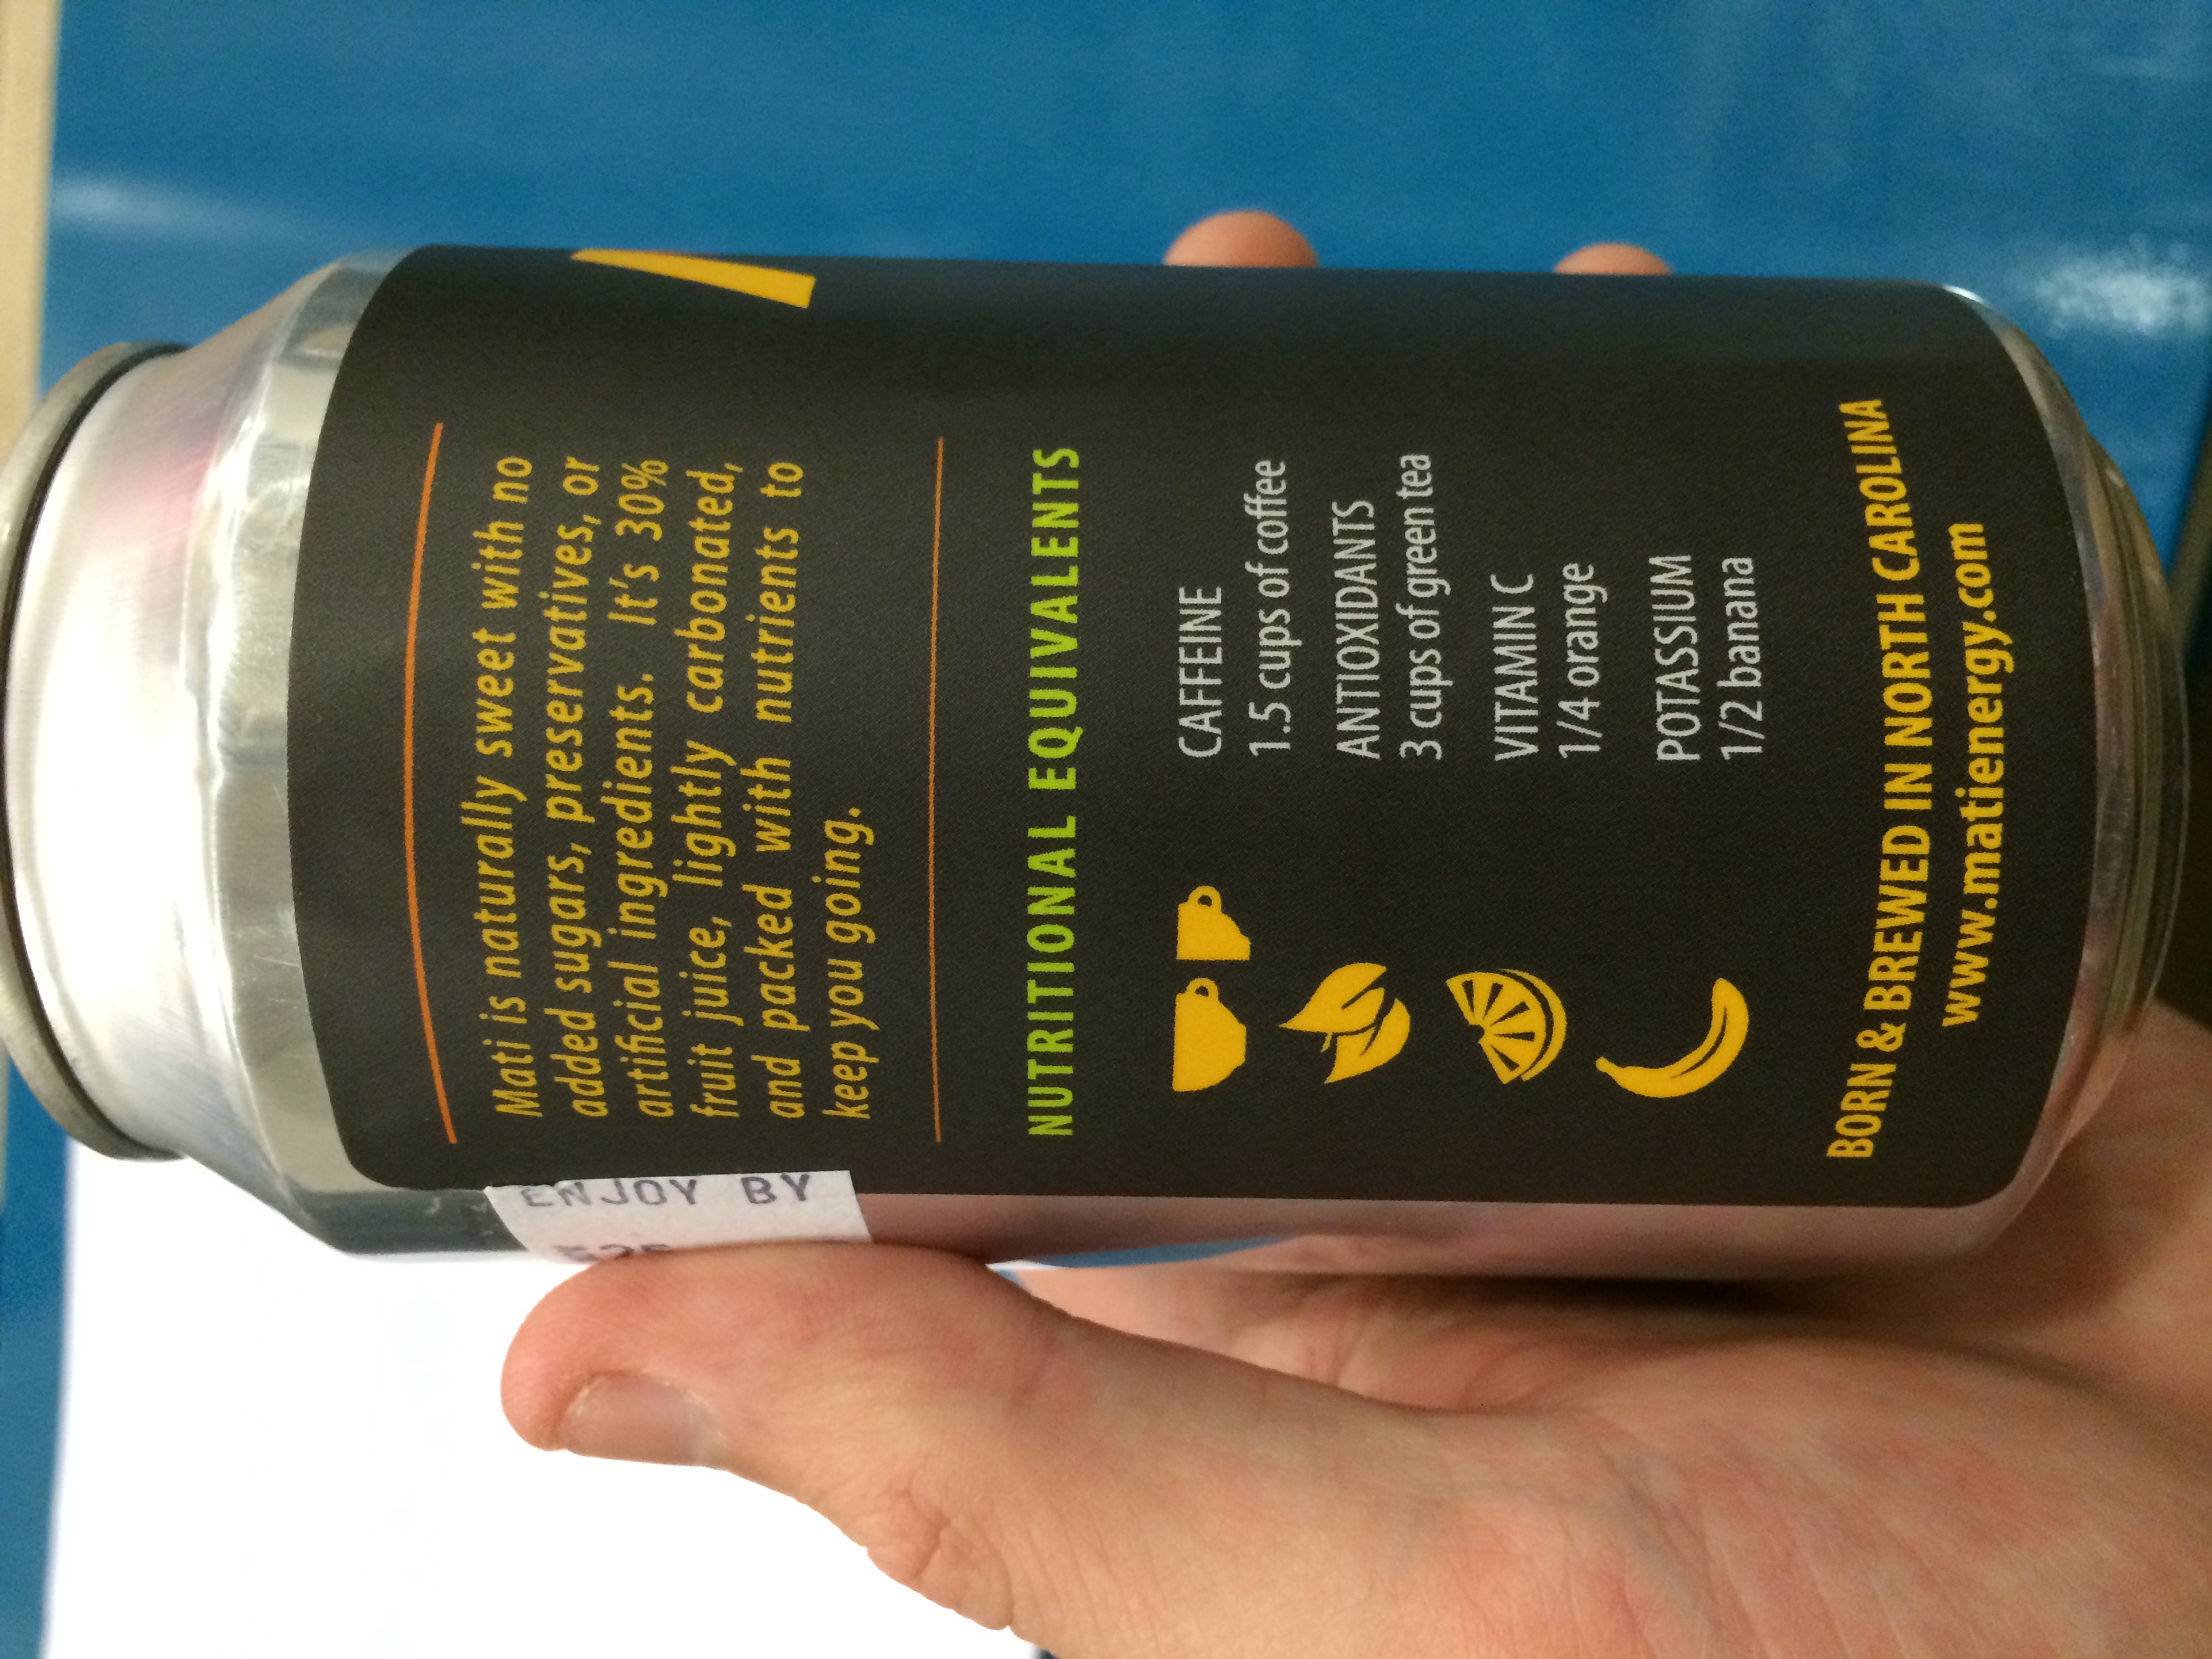 Mati is naturally sweet with no
added sugars, preservatives, or
artificial ingredients. It's 30%
fruit juice, lightly carbonated,
and packed with nutrients to
keep you going.
NUTRITIONAL EQUIVALENTS
CAFFEINE
1.5 cups of coffee
ANTIOXIDANTS
3 cups of green tea
VITAMIN C
1/4 orange
POTASSIUM
1/2 banana
BORN & BREWED IN NORTH CAROLINA
www.matienergy.com
ENJOY BY